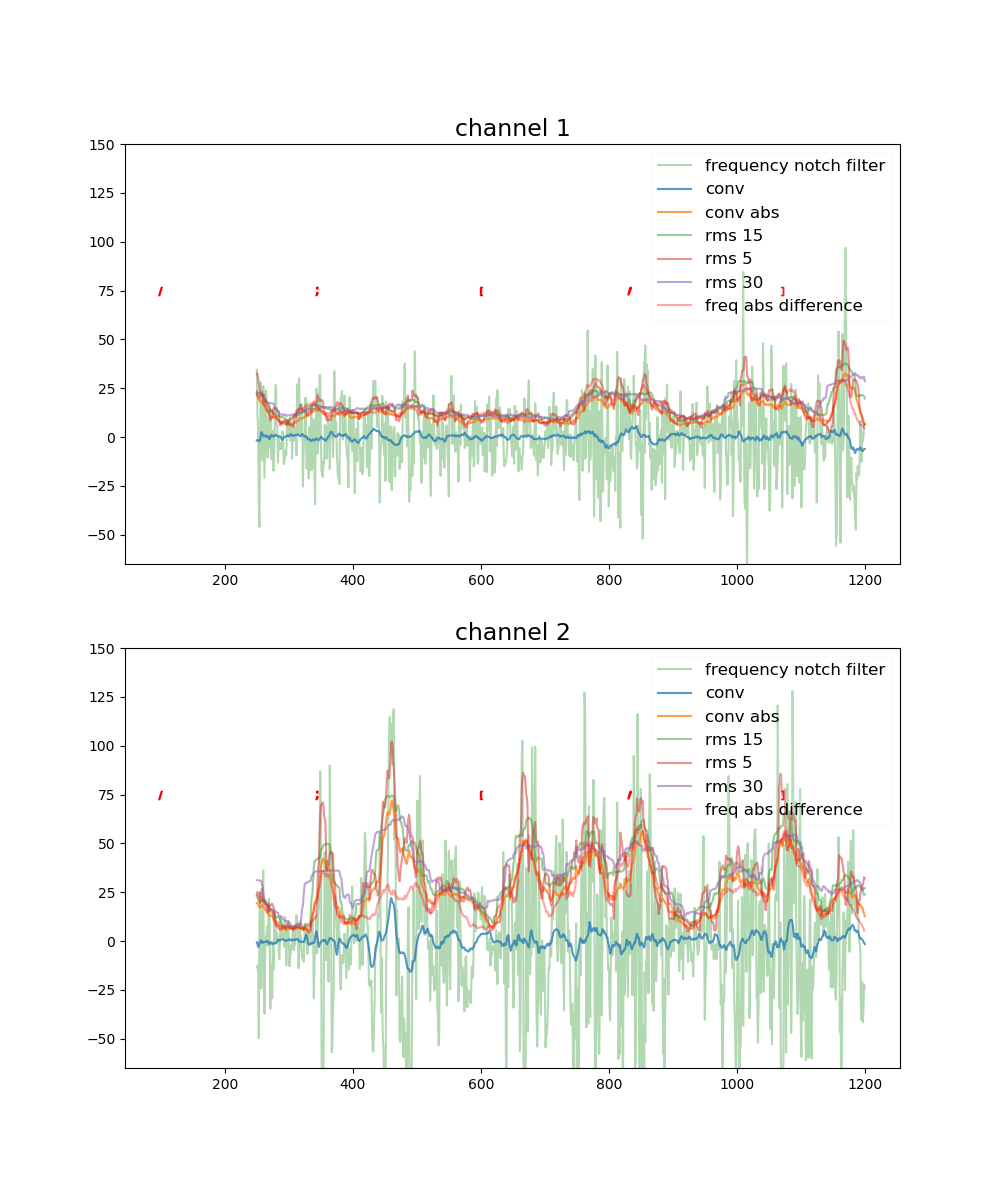 channel 1
150
125
100
75
50
25
0
−25
−50
frequency notch filter
conv
conv abs
rms 15
rms 5
rms 30
freq abs difference
/ ; [ / ]
200 400 600 800 1000 1200
channel 2
150
125
100
75
50
25
0
−25
−50
frequency notch filter
conv
conv abs
rms 15
rms 5
rms 30
freq abs difference
/ ; [ / ]
200 400 600 800 1000 1200